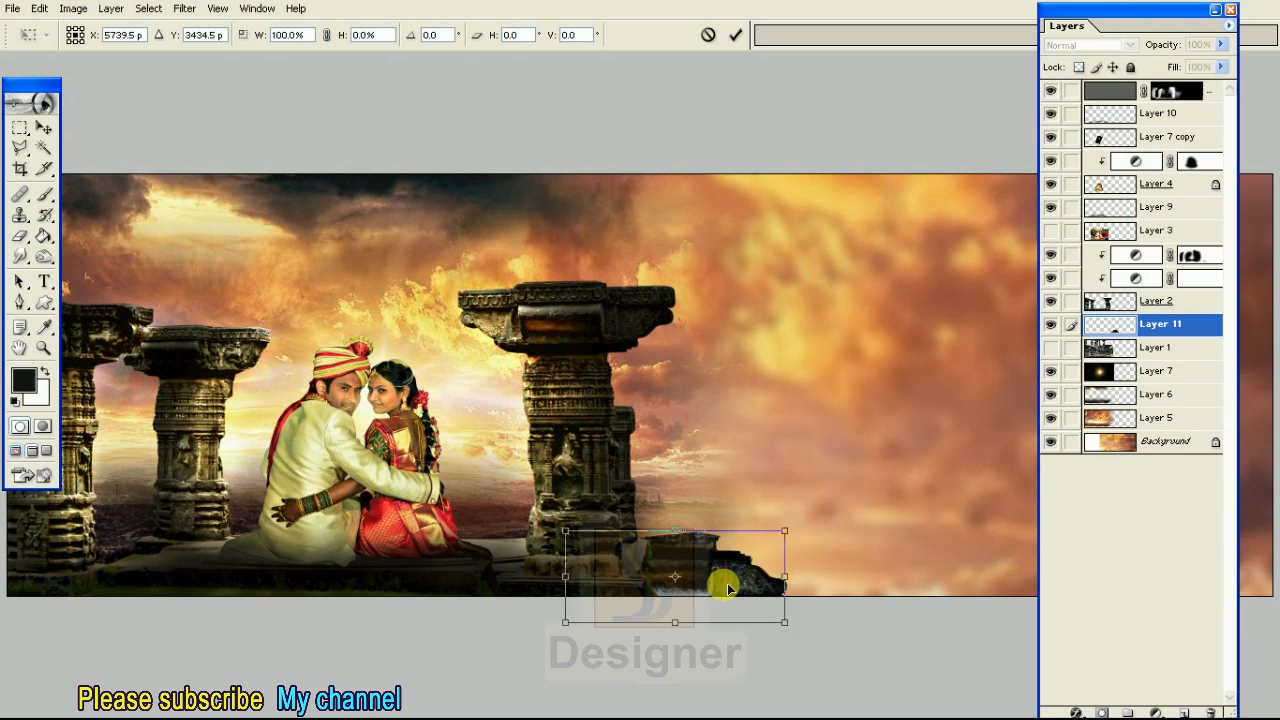 File Edit Image Layer Select Filter View Window Help
X: 5739.5 p Y: 3434.5 p W: 100.0% H: 100.0% 0.0 ° H: 0.0 ° V: 0.0 °
Layers
Normal Opacity: 100%
Lock: Fill: 100%
...
Layer 10
Layer 7 copy
Layer 4
Layer 9
Layer 3
Layer 2
Layer 11
Layer 1
Layer 7
Layer 6
Layer 5
Background
T
Designer
Please subscribe My channel